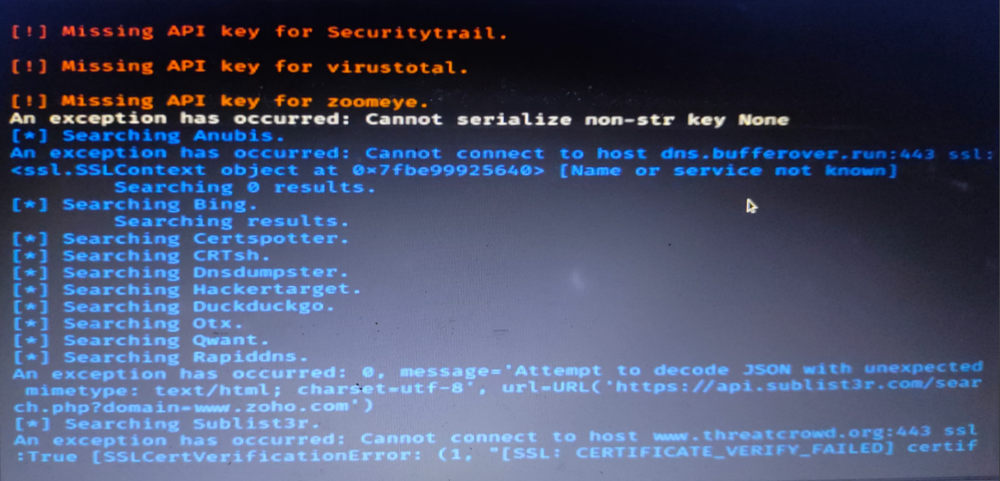 [!] Missing API key for Securitytrail.
[!] Missing API key for virustotal.
[!] Missing API key for zoomeye.
An exception has occurred: Cannot serialize non-str key None
[*] Searching Anubis.
An exception has occurred: Cannot connect to host dns.bufferover.run:443 ssl:
<ssl.SSLContext object at 0x7fbe99925640> [Name or service not known]
Searching 0 results.
[*] Searching Bing.
Searching results.
[*] Searching Certspotter.
[*] Searching CRTsh.
[*] Searching Dnsdumpster.
[*] Searching Hackertarget.
[*] Searching Duckduckgo.
[*] Searching Otx.
[*] Searching Qwant.
[*] Searching Rapiddns.
An exception has occurred: 0, message='Attempt to decode JSON with unexpected
mimetype: text/html; charset=utf-8', url=URL('https://api.sublist3r.com/sear
ch.php?domain=www.zoho.com')
[*] Searching Sublist3r.
An exception has occurred: Cannot connect to host www.threatcrowd.org:443 ssl
:True [SSLCertVerificationError: (1, "[SSL: CERTIFICATE_VERIFY_FAILED] certif